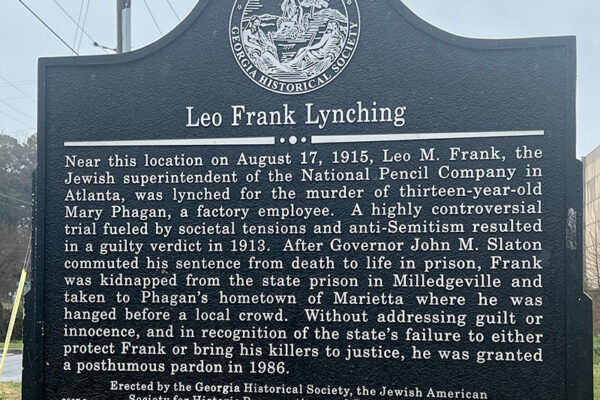 GEORGIA HISTORICAL SOCIETY
Leo Frank Lynching
Near this location on August 17, 1915, Leo M. Frank, the
Jewish superintendent of the National Pencil Company in
Atlanta, was lynched for the murder of thirteen-year-old
Mary Phagan, a factory employee. A highly controversial
trial fueled by societal tensions and anti-Semitism resulted
in a guilty verdict in 1913. After Governor John M. Slaton
commuted his sentence from death to life in prison, Frank
was kidnapped from the state prison in Milledgeville and
taken to Phagan's hometown of Marietta where he was
hanged before a local crowd. Without addressing guilt or
innocence, and in recognition of the state's failure to either
protect Frank or bring his killers to justice, he was granted
a posthumous pardon in 1986.
Erected by the Georgia Historical Society, the Jewish American
Society for Historic